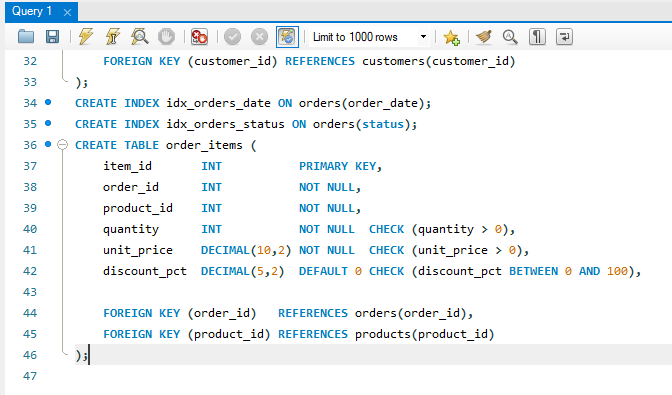 Query 1
Limit to 1000 rows
32 FOREIGN KEY (customer_id) REFERENCES customers(customer_id)
33 );
34 CREATE INDEX idx_orders_date ON orders(order_date);
35 CREATE INDEX idx_orders_status ON orders(status);
36 CREATE TABLE order_items (
37 item_id INT PRIMARY KEY,
38 order_id INT NOT NULL,
39 product_id INT NOT NULL,
40 quantity INT NOT NULL CHECK (quantity > 0),
41 unit_price DECIMAL(10,2) NOT NULL CHECK (unit_price > 0),
42 discount_pct DECIMAL(5,2) DEFAULT 0 CHECK (discount_pct BETWEEN 0 AND 100),
43
44 FOREIGN KEY (order_id) REFERENCES orders(order_id),
45 FOREIGN KEY (product_id) REFERENCES products(product_id)
46 );
47